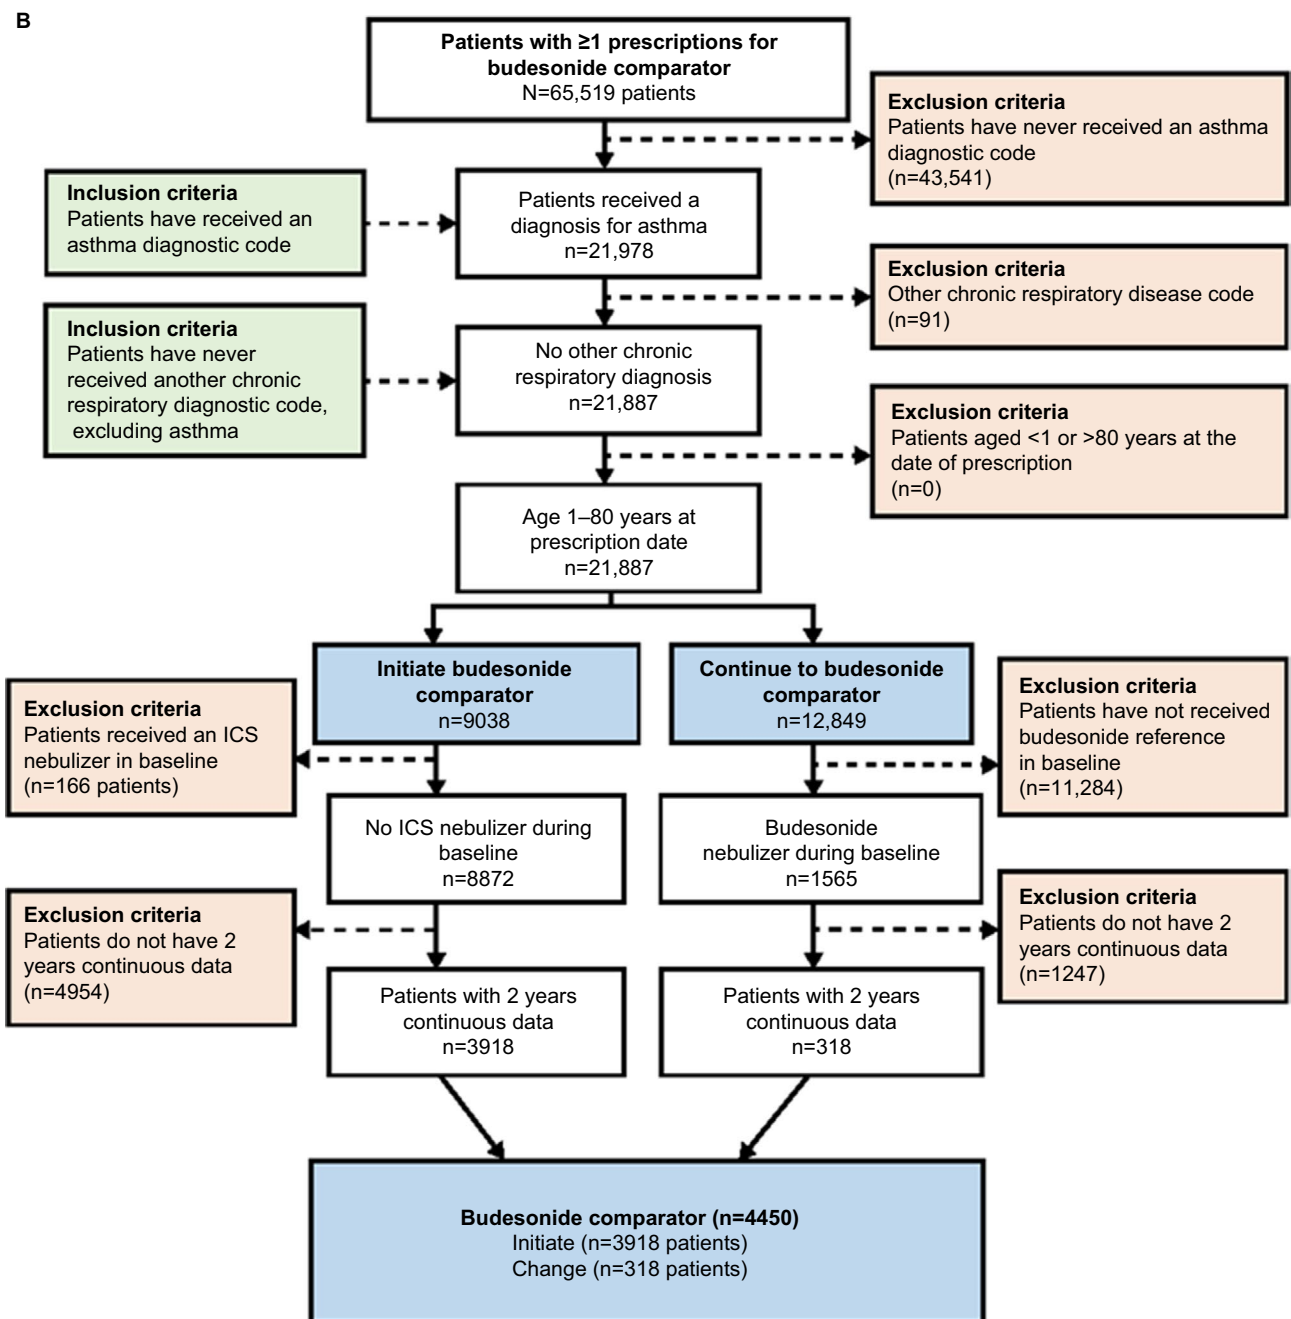 B
Patients with ≥1 prescriptions for
budesonide comparator
N=65,519 patients
Exclusion criteria
Patients have never received an asthma
diagnostic code
(n=43,541)
Inclusion criteria
Patients have received an
asthma diagnostic code
Patients received a
diagnosis for asthma
n=21,978
Exclusion criteria
Other chronic respiratory disease code
(n=91)
Inclusion criteria
Patients have never
received another chronic
respiratory diagnostic code,
excluding asthma
No other chronic
respiratory diagnosis
n=21,887
Exclusion criteria
Patients aged <1 or >80 years at the
date of prescription
(n=0)
Age 1–80 years at
prescription date
n=21,887
Initiate budesonide
comparator
n=9038
Continue to budesonide
comparator
n=12,849
Exclusion criteria
Patients received an ICS
nebulizer in baseline
(n=166 patients)
Exclusion criteria
Patients have not received
budesonide reference
in baseline
(n=11,284)
No ICS nebulizer during
baseline
n=8872
Budesonide
nebulizer during baseline
n=1565
Exclusion criteria
Patients do not have 2
years continuous data
(n=4954)
Exclusion criteria
Patients do not have 2
years continuous data
(n=1247)
Patients with 2 years
continuous data
n=3918
Patients with 2 years
continuous data
n=318
Budesonide comparator (n=4450)
Initiate (n=3918 patients)
Change (n=318 patients)